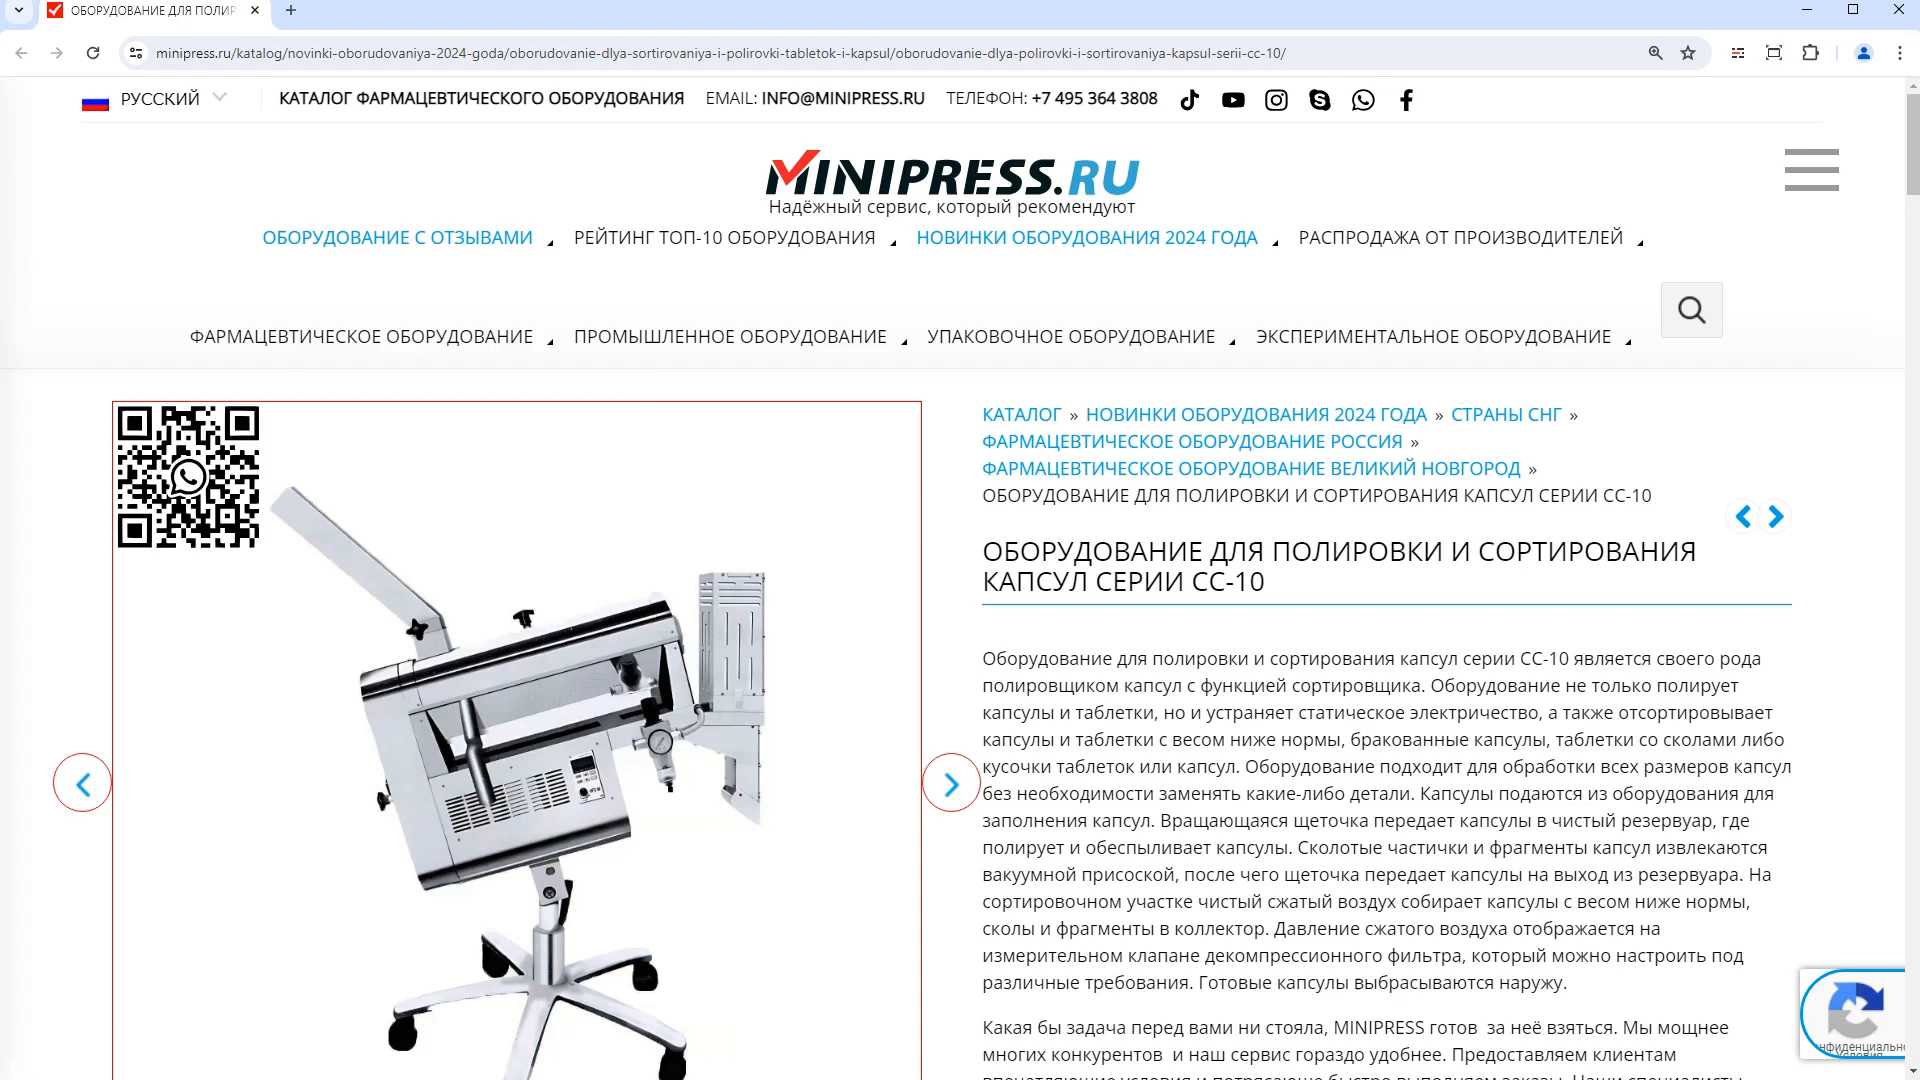 ОБОРУДОВАНИЕ ДЛЯ ПОЛИР
minipress.ru/katalog/novinki-oborudovaniya-2024-goda/oborudovanie-dlya-sortirovaniya-i-polirovki-tabletok-i-kapsul/oborudovanie-dlya-polirovki-i-sortirovaniya-kapsul-serii-cc-10/
РУССКИЙ КАТАЛОГ ФАРМАЦЕВТИЧЕСКОГО ОБОРУДОВАНИЯ EMAIL: INFO@MINIPRESS.RU ТЕЛЕФОН: +7 495 364 3808
MINIPRESS.RU
Надёжный сервис, который рекомендуют
ОБОРУДОВАНИЕ С ОТЗЫВАМИ РЕЙТИНГ ТОП-10 ОБОРУДОВАНИЯ НОВИНКИ ОБОРУДОВАНИЯ 2024 ГОДА РАСПРОДАЖА ОТ ПРОИЗВОДИТЕЛЕЙ
ФАРМАЦЕВТИЧЕСКОЕ ОБОРУДОВАНИЕ ПРОМЫШЛЕННОЕ ОБОРУДОВАНИЕ УПАКОВОЧНОЕ ОБОРУДОВАНИЕ ЭКСПЕРИМЕНТАЛЬНОЕ ОБОРУДОВАНИЕ
КАТАЛОГ » НОВИНКИ ОБОРУДОВАНИЯ 2024 ГОДА » СТРАНЫ СНГ »
ФАРМАЦЕВТИЧЕСКОЕ ОБОРУДОВАНИЕ РОССИЯ »
ФАРМАЦЕВТИЧЕСКОЕ ОБОРУДОВАНИЕ ВЕЛИКИЙ НОВГОРОД »
ОБОРУДОВАНИЕ ДЛЯ ПОЛИРОВКИ И СОРТИРОВАНИЯ КАПСУЛ СЕРИИ CC-10
ОБОРУДОВАНИЕ ДЛЯ ПОЛИРОВКИ И СОРТИРОВАНИЯ
КАПСУЛ СЕРИИ CC-10
Оборудование для полировки и сортирования капсул серии CC-10 является своего рода
полировщиком капсул с функцией сортировщика. Оборудование не только полирует
капсулы и таблетки, но и устраняет статическое электричество, а также отсортировывает
капсулы и таблетки с весом ниже нормы, бракованные капсулы, таблетки со сколами либо
кусочки таблеток или капсул. Оборудование подходит для обработки всех размеров капсул
без необходимости заменять какие-либо детали. Капсулы подаются из оборудования для
заполнения капсул. Вращающаяся щеточка передает капсулы в чистый резервуар, где
полирует и обеспыливает капсулы. Сколотые частички и фрагменты капсул извлекаются
вакуумной присоской, после чего щеточка передает капсулы на выход из резервуара. На
сортировочном участке чистый сжатый воздух собирает капсулы с весом ниже нормы,
сколы и фрагменты в коллектор. Давление сжатого воздуха отображается на
измерительном клапане декомпрессионного фильтра, который можно настроить под
различные требования. Готовые капсулы выбрасываются наружу.
Какая бы задача перед вами ни стояла, MINIPRESS готов за неё взяться. Мы мощнее
многих конкурентов и наш сервис гораздо удобнее. Предоставляем клиентам
впечатляющие условия и потрясающе быстро выполняем заказы. Наши специалисты